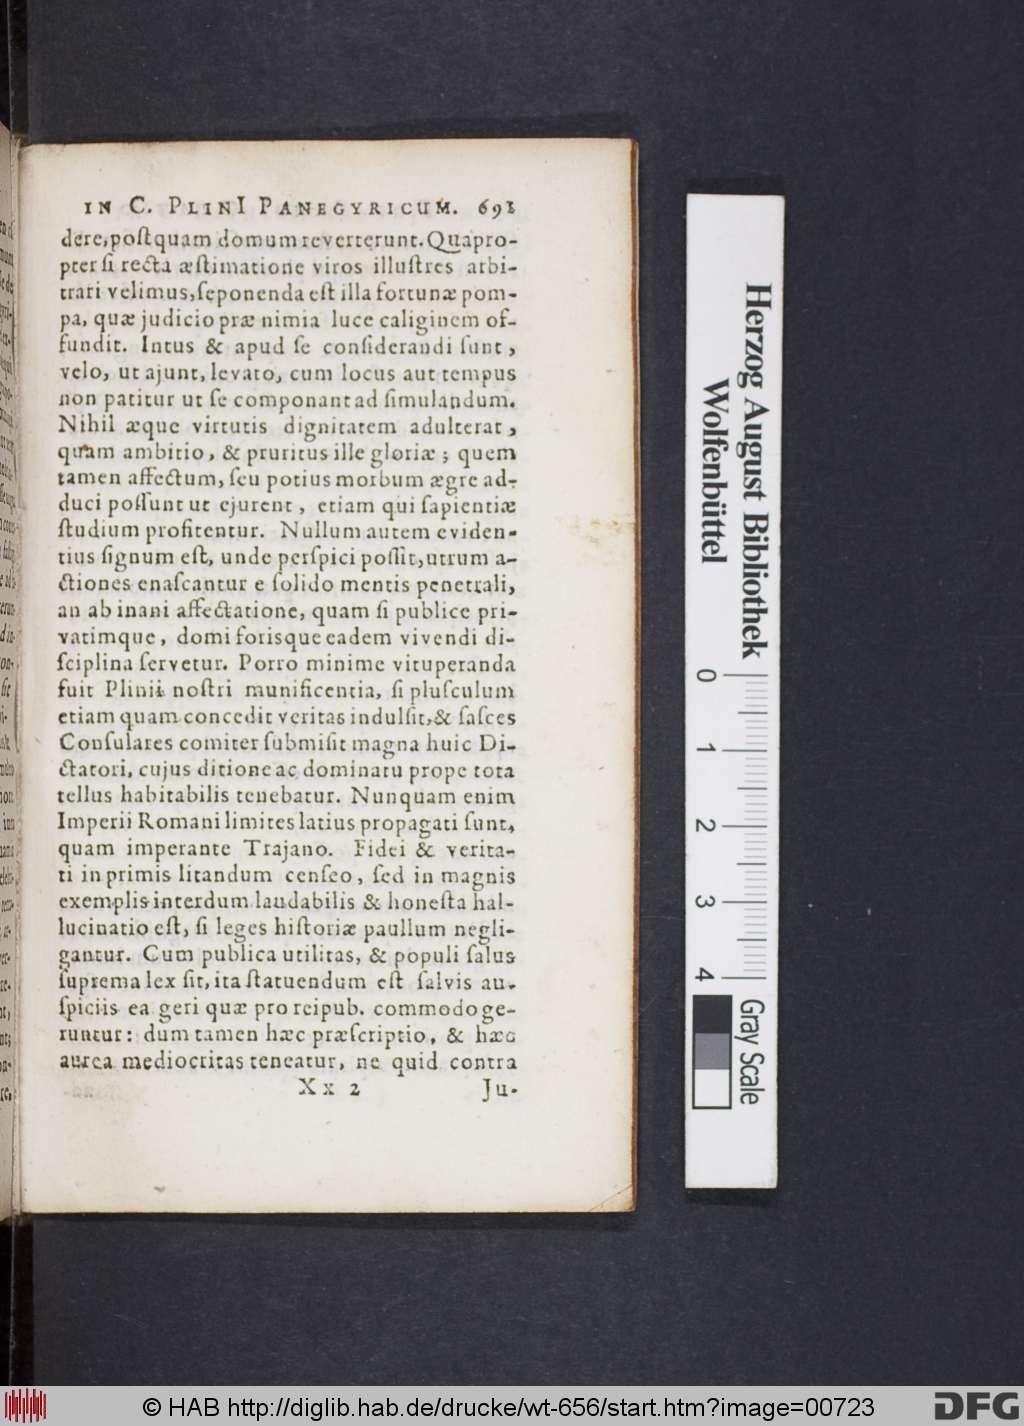 IN C. PLINI PANEGYRICUM. 691
dere, poſtquam domum reverterunt. Quapro-
pter ſi recta æſtimatione viros illuſtres arbi-
trari velimus, ſeponenda eſt illa fortunæ pom-
pa, quæ judicio præ nimia luce caliginem of-
fundit. Intus & apud ſe conſiderandi ſunt,
velo, ut ajunt, levato, cum locus aut tempus
non patitur ut ſe componant ad ſimulandum.
Nihil æque virtutis dignitatem adulterat,
quam ambitio, & pruritus ille gloriæ; quem
tamen affectum, ſeu potius morbum ægre ad-
duci poſſunt ut ejurent, etiam qui ſapientiæ
ſtudium profitentur. Nullum autem eviden-
tius ſignum eſt, unde perſpici poſſit, utrum a-
ctiones enaſcantur e ſolido mentis penetrali,
an ab inani affectatione, quam ſi publice pri-
vatimque, domi forisque eadem vivendi di-
ſciplina ſervetur. Porro minime vituperanda
fuit Plinii noſtri munificentia, ſi pluſculum
etiam quam concedit veritas indulſit, & faſces
Conſulares comiter ſubmiſit magna huic Di-
ctatori, cujus ditione ac dominatu prope tota
tellus habitabilis tenebatur. Nunquam enim
Imperii Romani limites latius propagati ſunt,
quam imperante Trajano. Fidei & verita-
ti in primis litandum cenſeo, ſed in magnis
exemplis interdum laudabilis & honeſta hal-
lucinatio eſt, ſi leges hiſtoriæ paullum negli-
gantur. Cum publica utilitas, & populi ſalus
ſuprema lex ſit, ita ſtatuendum eſt ſalvis au-
ſpiciis ea geri quæ pro reipub. commodo ge-
runtur: dum tamen hæc præſcriptio, & hæc
aurea mediocritas teneatur, ne quid contra
Xx 2 Ju-
Herzog August Bibliothek
Wolfenbüttel
0 1 2 3 4
Gray Scale
© HAB http://diglib.hab.de/drucke/wt-656/start.htm?image=00723
DFG